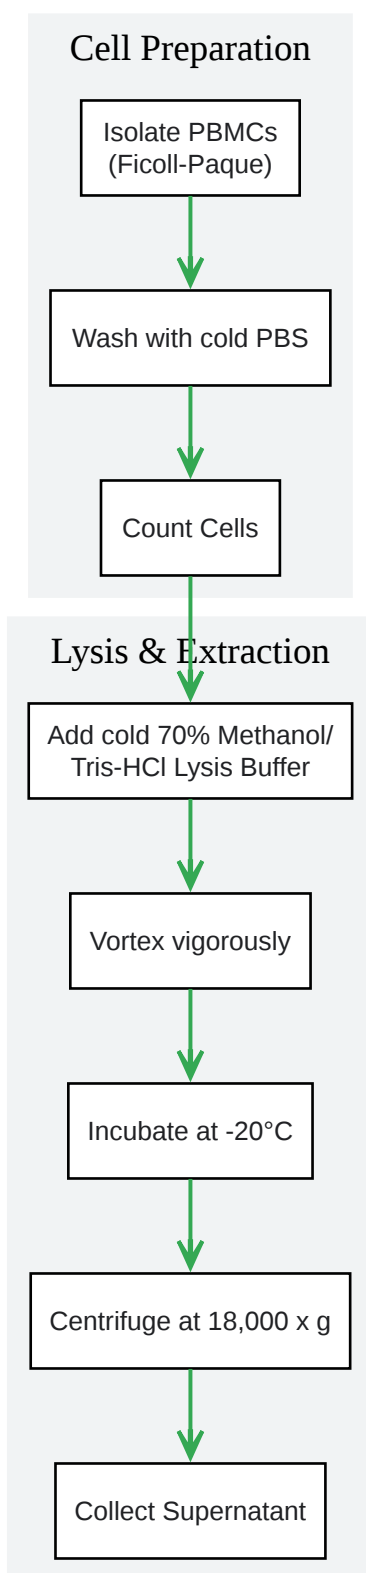 Cell Preparation
Isolate PBMCs
(Ficoll-Paque)
Wash with cold PBS
Count Cells
Lysis & Extraction
Add cold 70% Methanol/
Tris-HCl Lysis Buffer
Vortex vigorously
Incubate at -20°C
Centrifuge at 18,000 x g
Collect Supernatant